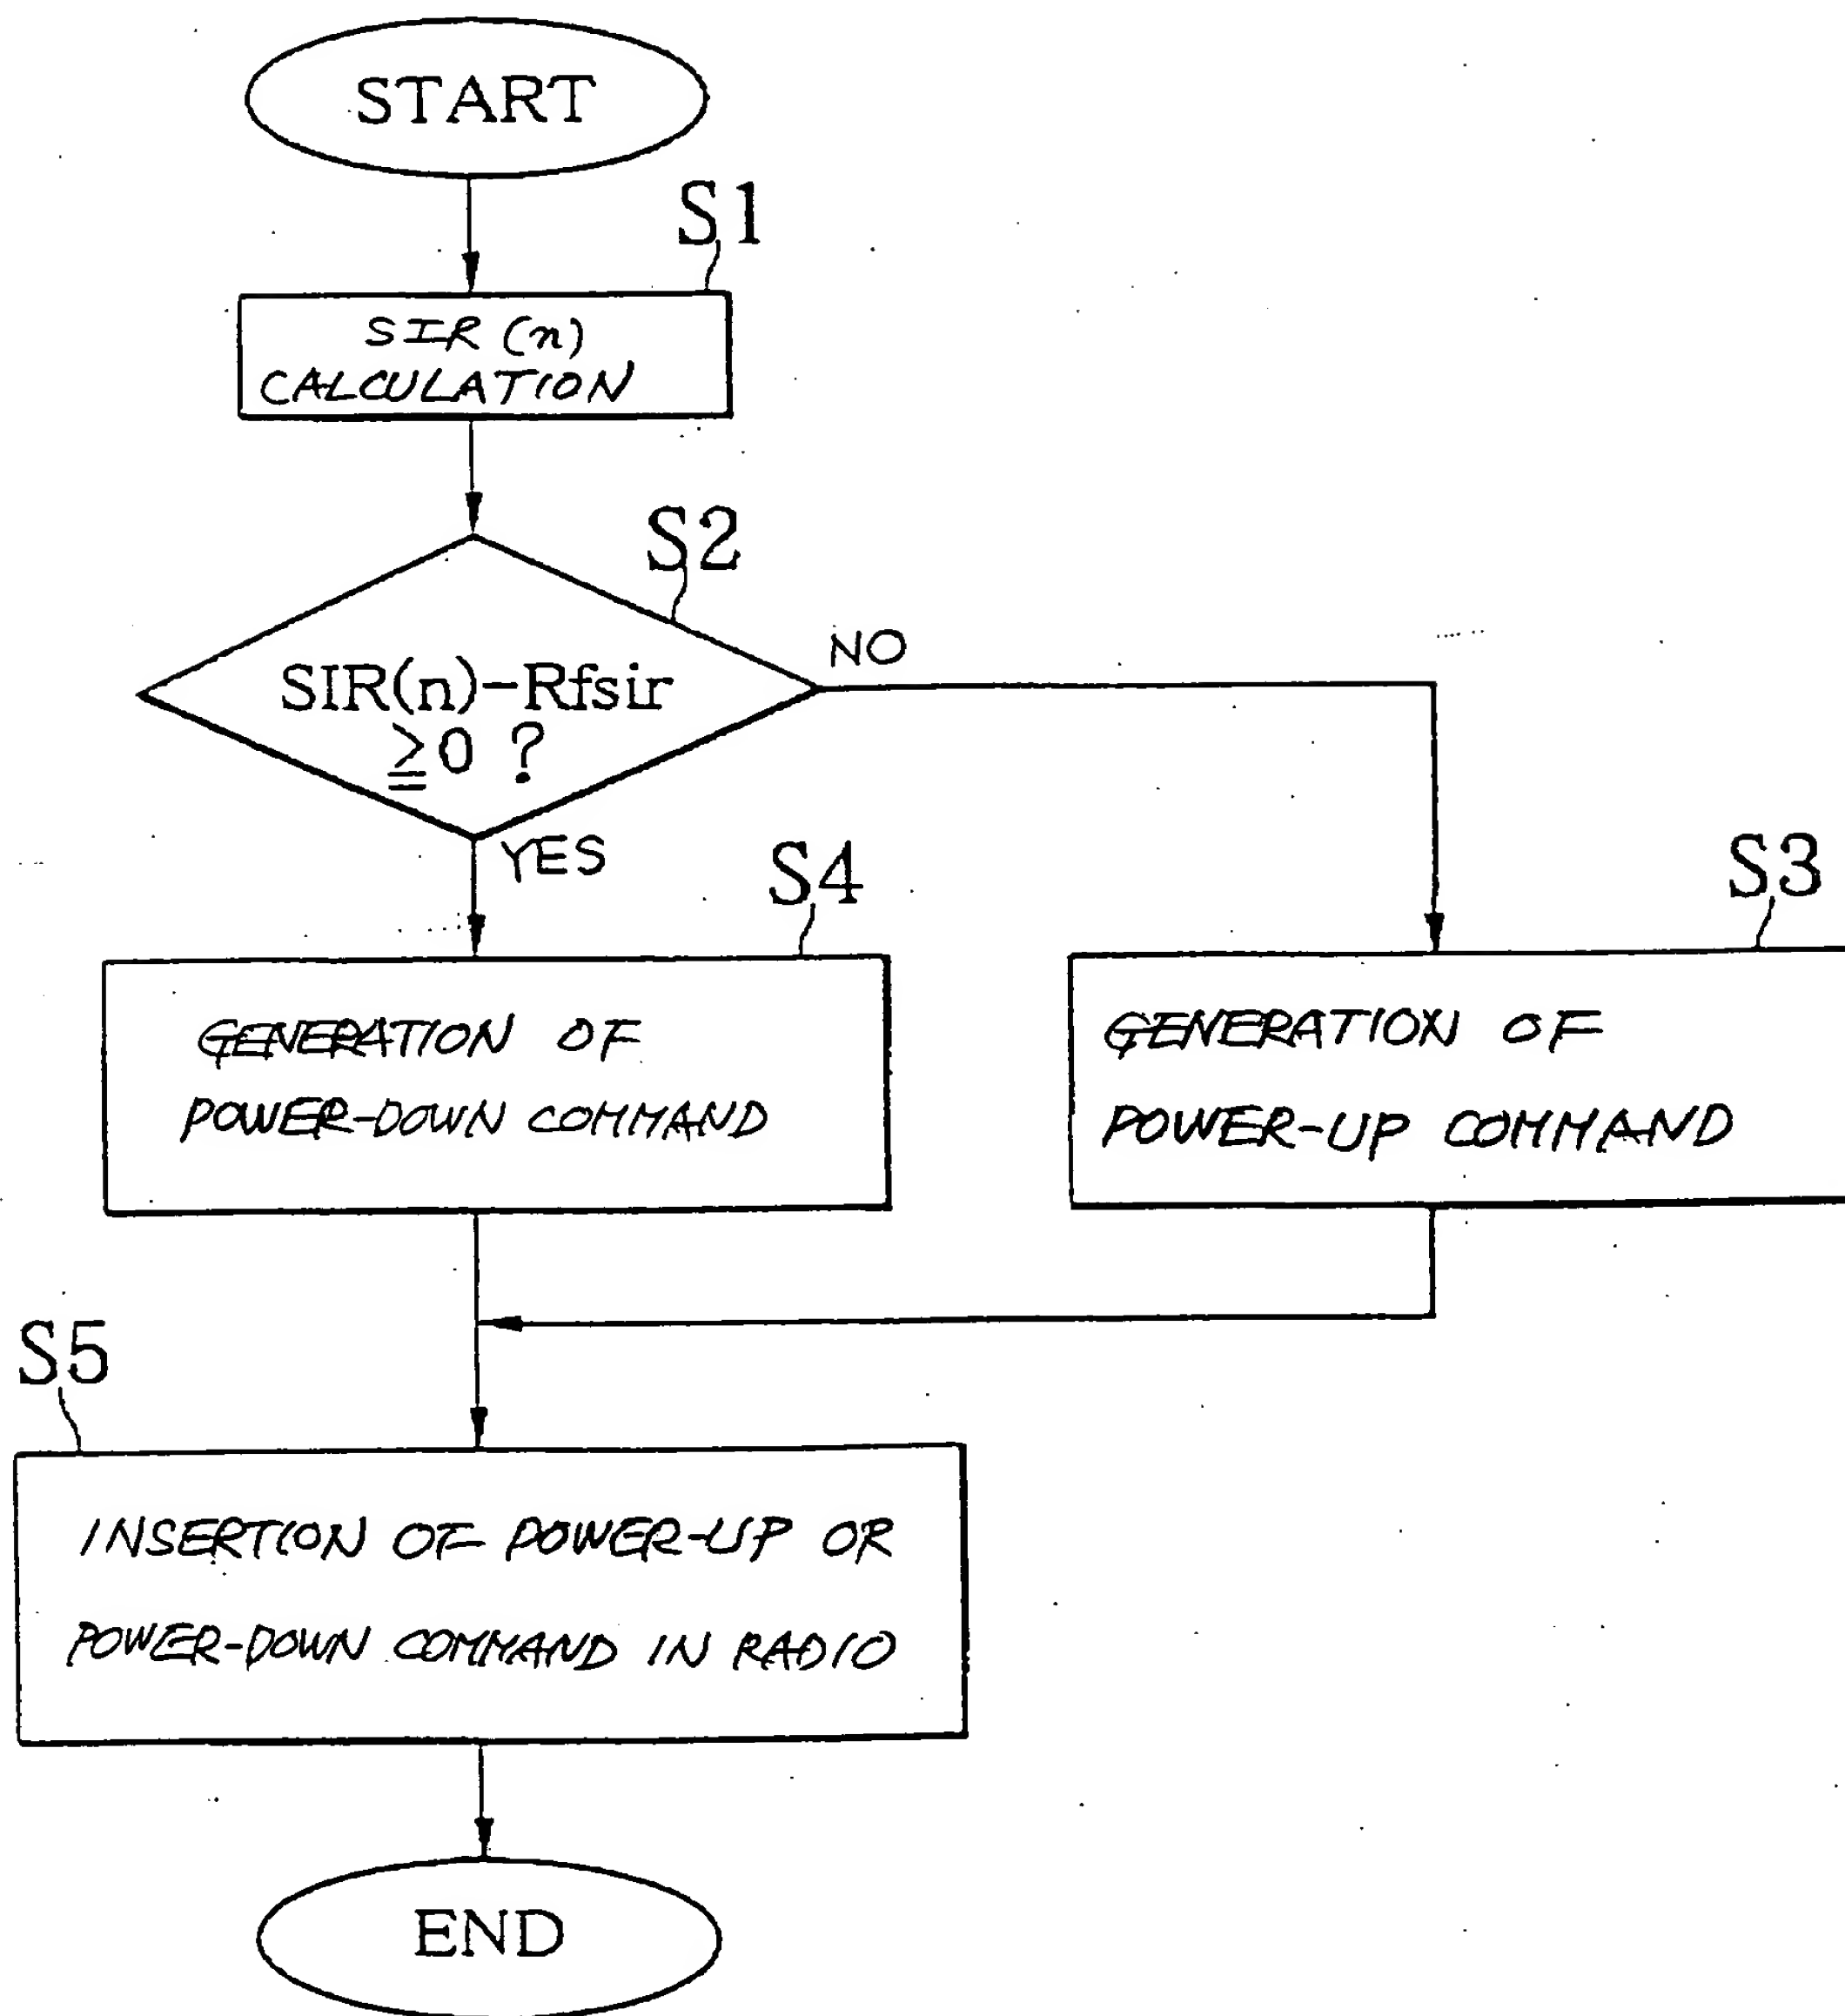 START
S1
SIR (n)
CALCULATION
S2
NO
SIR(n)-Rfsir
≧0 ?
YES
S4
S3
GENERATION OF
POWER-DOWN COMMAND
GENERATION OF
POWER-UP COMMAND
S5
INSERTION OF POWER-UP OR
POWER-DOWN COMMAND IN RADIO
END